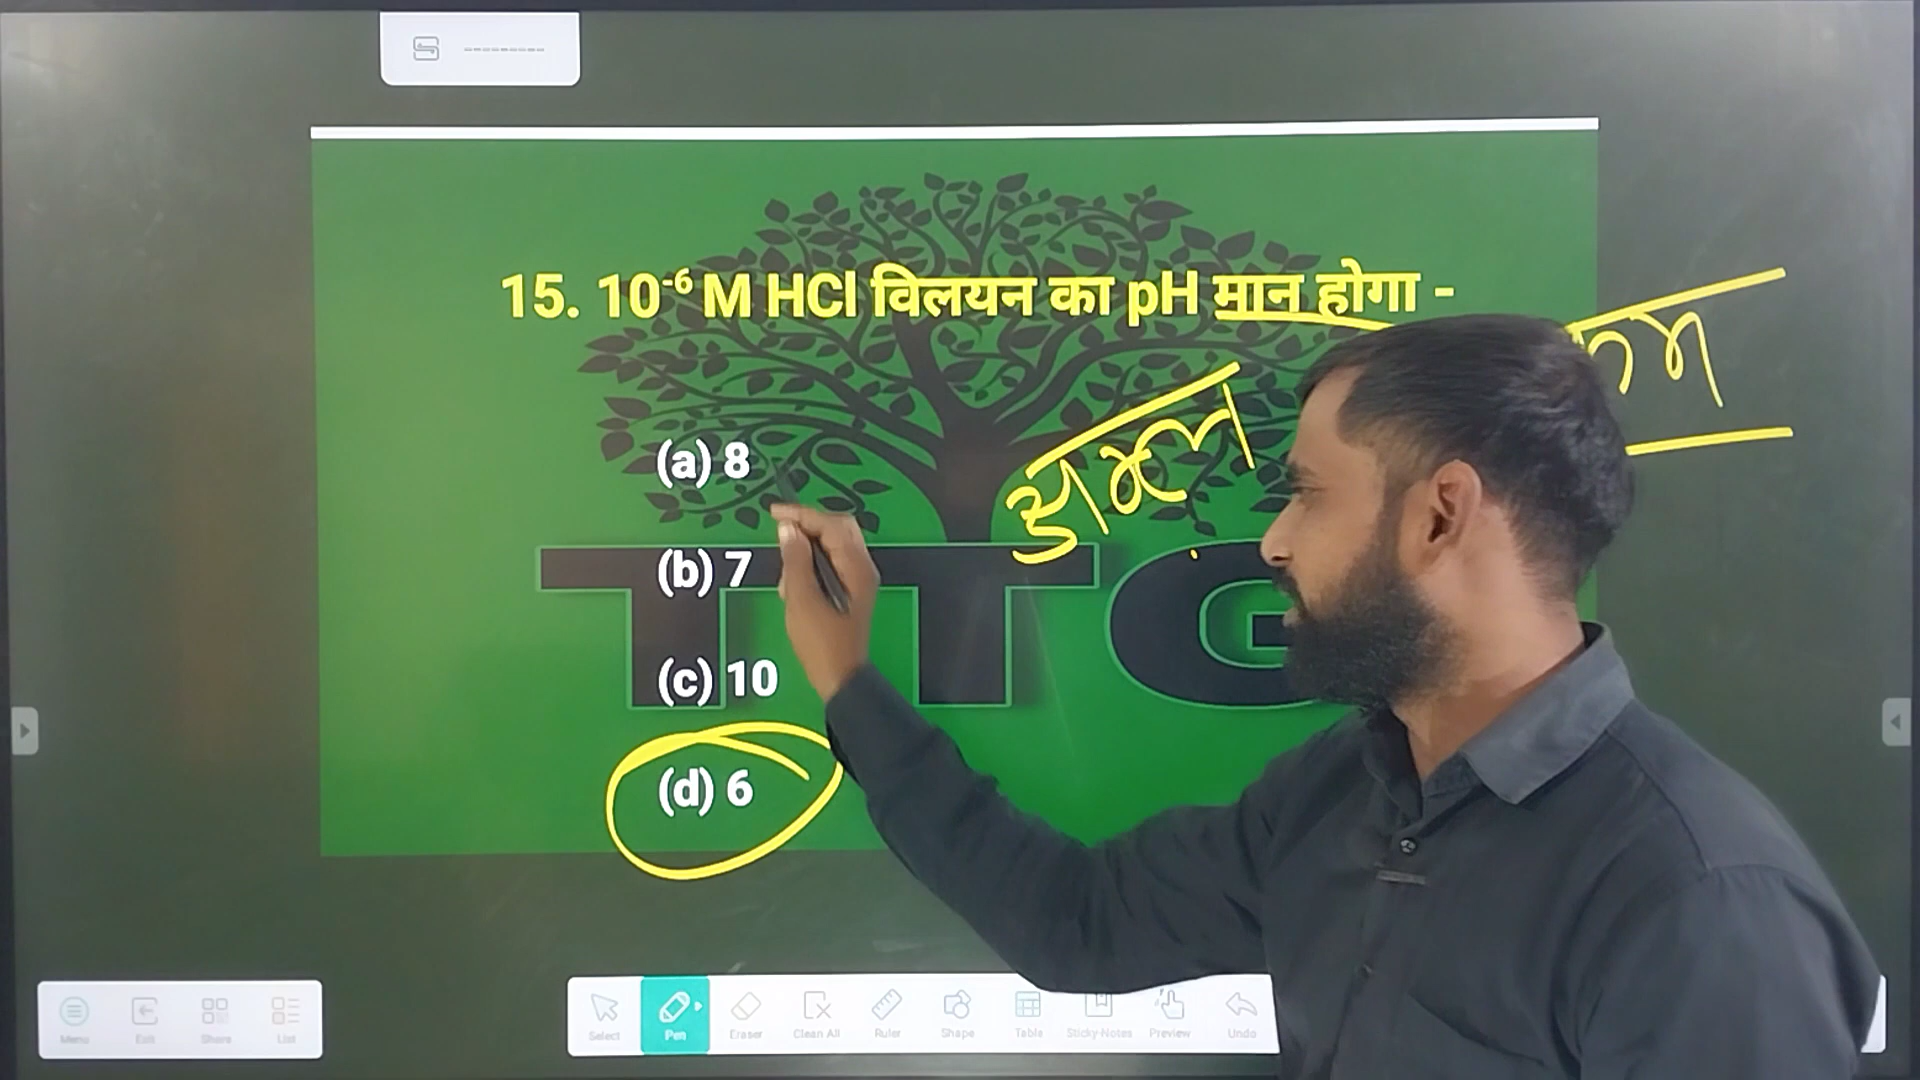 15. 10⁻⁶ M HCl विलयन का pH मान होगा -
अम्ल
(a) 8
(b) 7
(c) 10
(d) 6
TTG
Menu
Exit
Share
List
Select
Pen
Eraser
Clean All
Ruler
Shape
Table
Sticky Notes
Preview
Undo